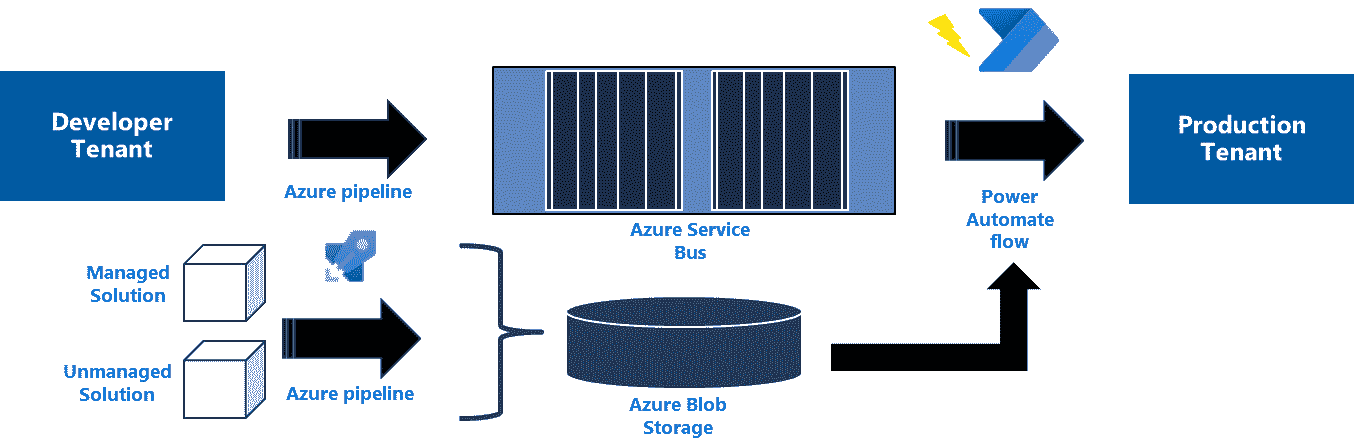 Developer
Tenant
Azure pipeline
Azure Service
Bus
Power
Automate
flow
Production
Tenant
Managed
Solution
Unmanaged
Solution
Azure pipeline
Azure Blob
Storage